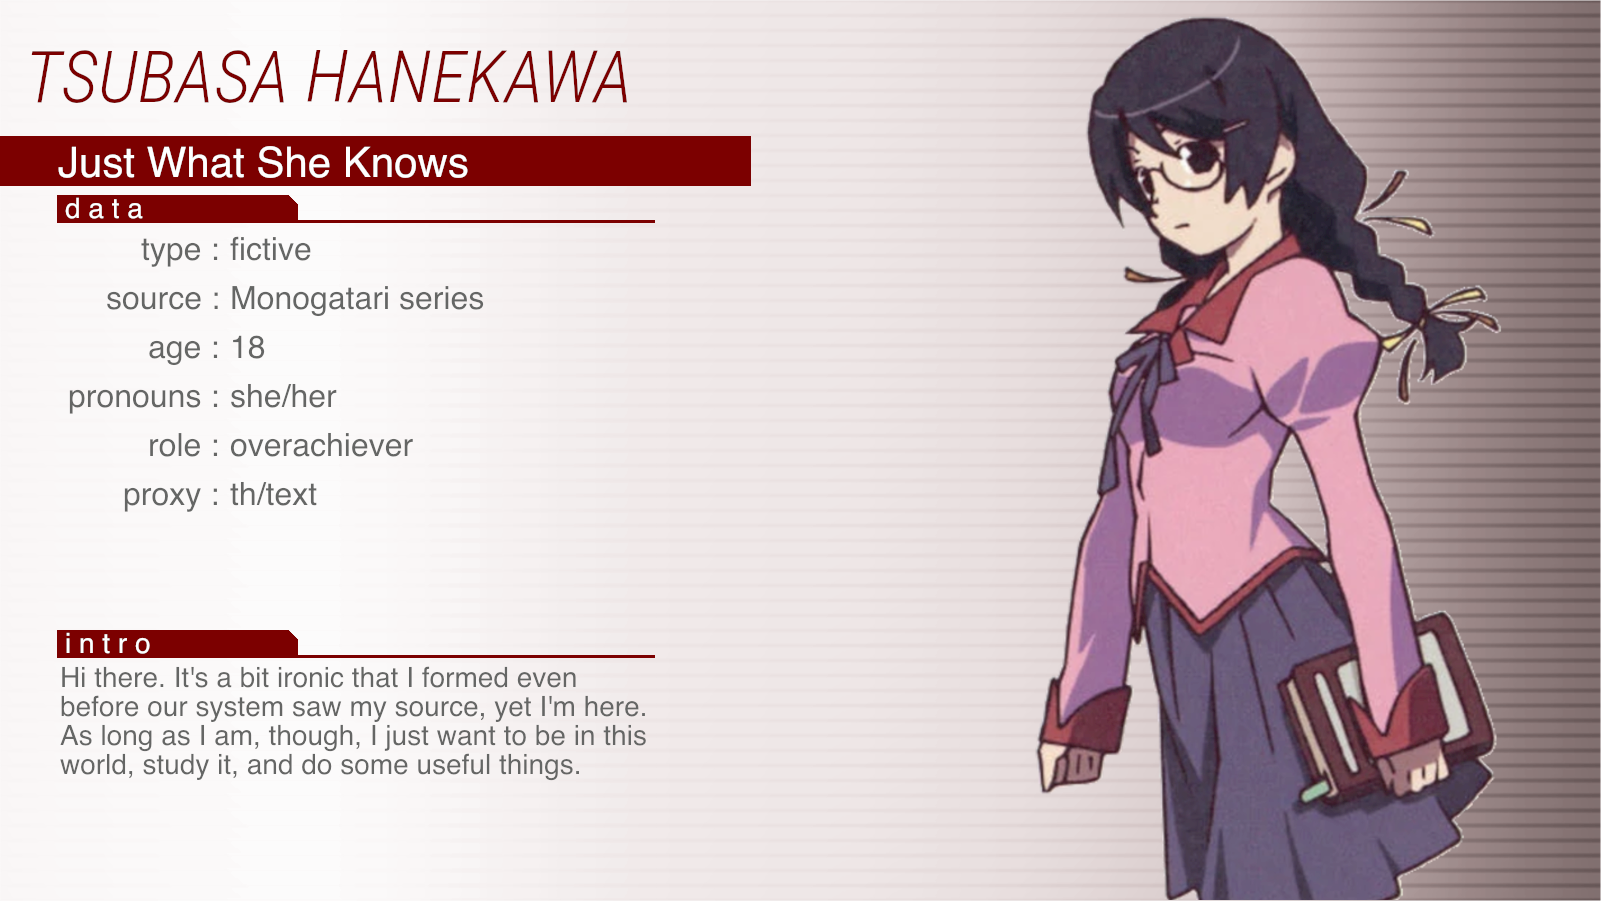 TSUBASA HANEKAWA
Just What She Knows
data
type : fictive
source : Monogatari series
age : 18
pronouns : she/her
role : overachiever
proxy : th/text
intro
Hi there. It's a bit ironic that I formed even
before our system saw my source, yet I'm here.
As long as I am, though, I just want to be in this
world, study it, and do some useful things.